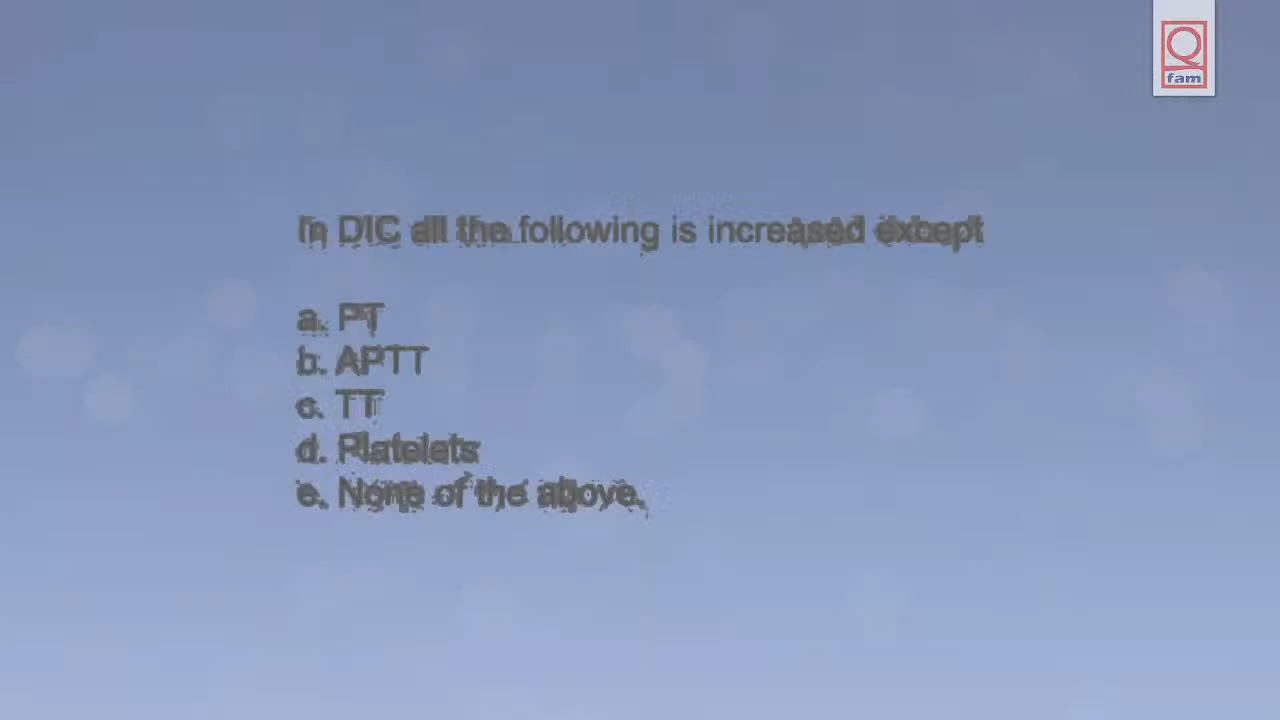 Q
fam
In DIC all the following is increased except
a. PT
b. APTT
c. TT
d. Platelets
e. None of the above.